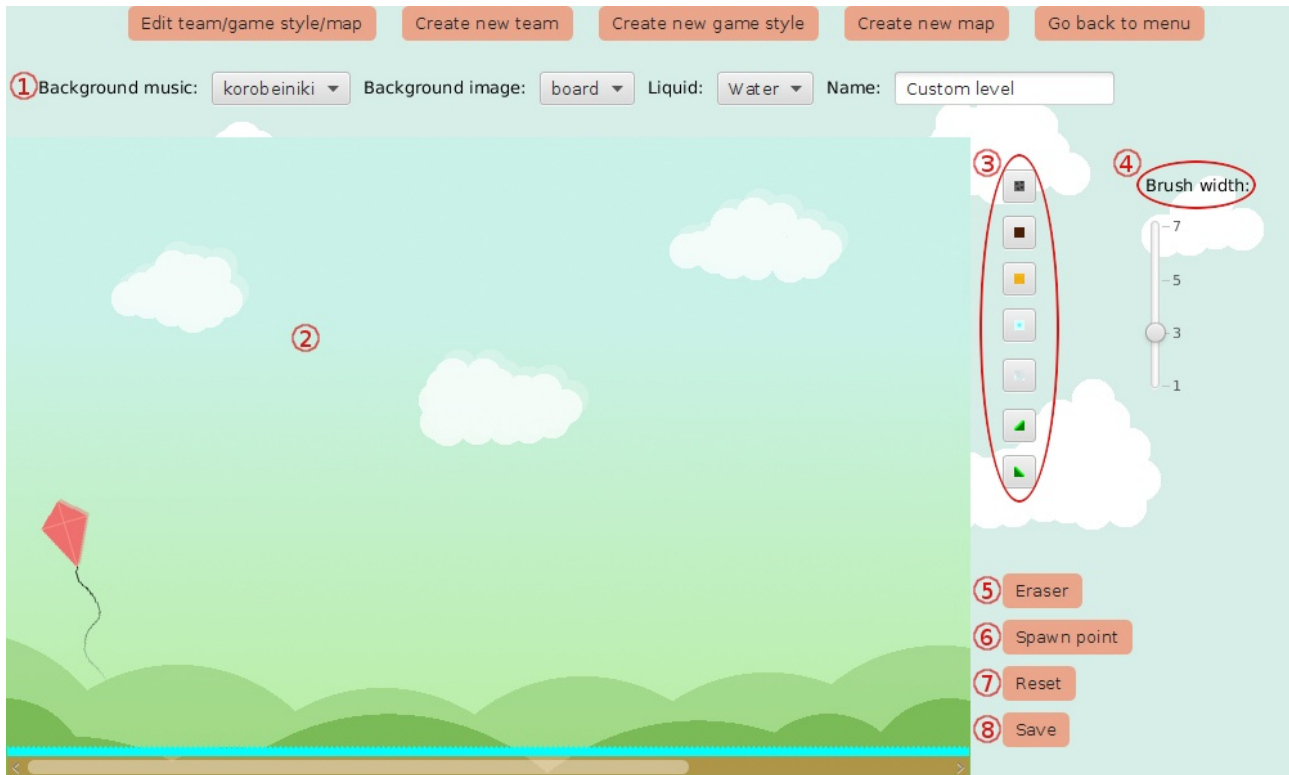 Edit team/game style/map Create new team Create new game style Create new map Go back to menu
① Background music: korobeiniki Background image: board Liquid: Water Name: Custom level
③ ④
Brush width:
7
5
② 3
1
⑤ Eraser
⑥ Spawn point
⑦ Reset
⑧ Save